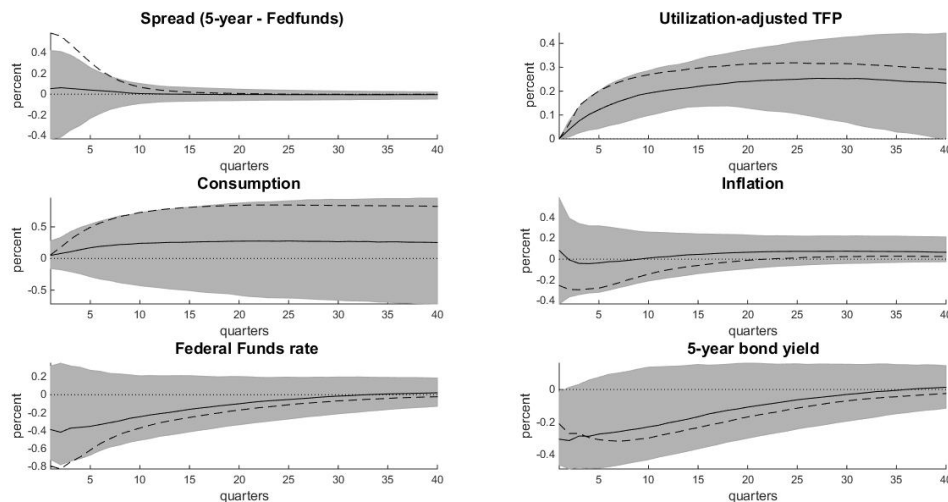 Spread (5-year - Fedfunds)
percent
0.4
0.2
0
-0.2
-0.4
5 10 15 20 25 30 35 40
quarters
Utilization-adjusted TFP
percent
0.4
0.3
0.2
0.1
0
5 10 15 20 25 30 35 40
quarters
Consumption
percent
0.5
0
-0.5
5 10 15 20 25 30 35 40
quarters
Inflation
percent
0.4
0.2
0
-0.2
-0.4
5 10 15 20 25 30 35 40
quarters
Federal Funds rate
percent
0.2
0
-0.2
-0.4
-0.6
-0.8
5 10 15 20 25 30 35 40
quarters
5-year bond yield
percent
0
-0.2
-0.4
5 10 15 20 25 30 35 40
quarters